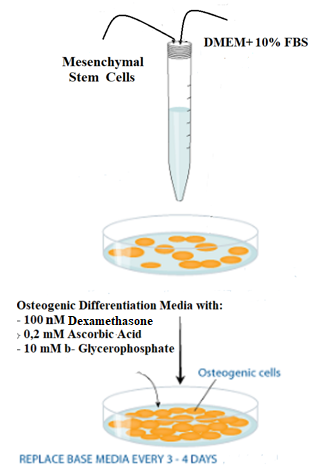 DMEM+10% FBS
Mesenchymal
Stem Cells
Osteogenic Differentiation Media with:
- 100 nM Dexamethasone
- 0,2 mM Ascorbic Acid
- 10 mM b- Glycerophosphate
Osteogenic cells
REPLACE BASE MEDIA EVERY 3 - 4 DAYS